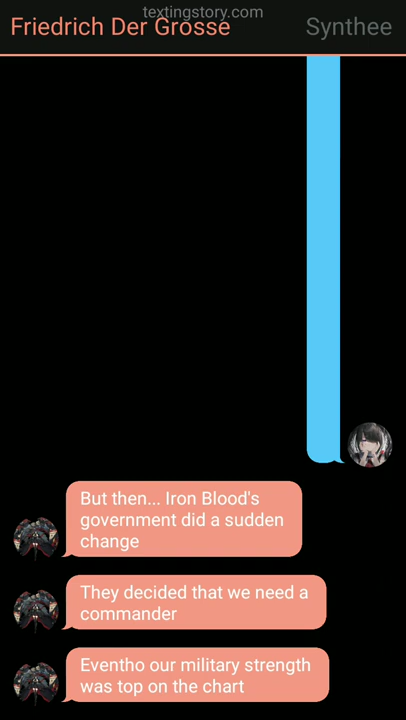 textingstory.com
Friedrich Der Grosse
Synthee
But then... Iron Blood's
government did a sudden
change
They decided that we need a
commander
Eventho our military strength
was top on the chart